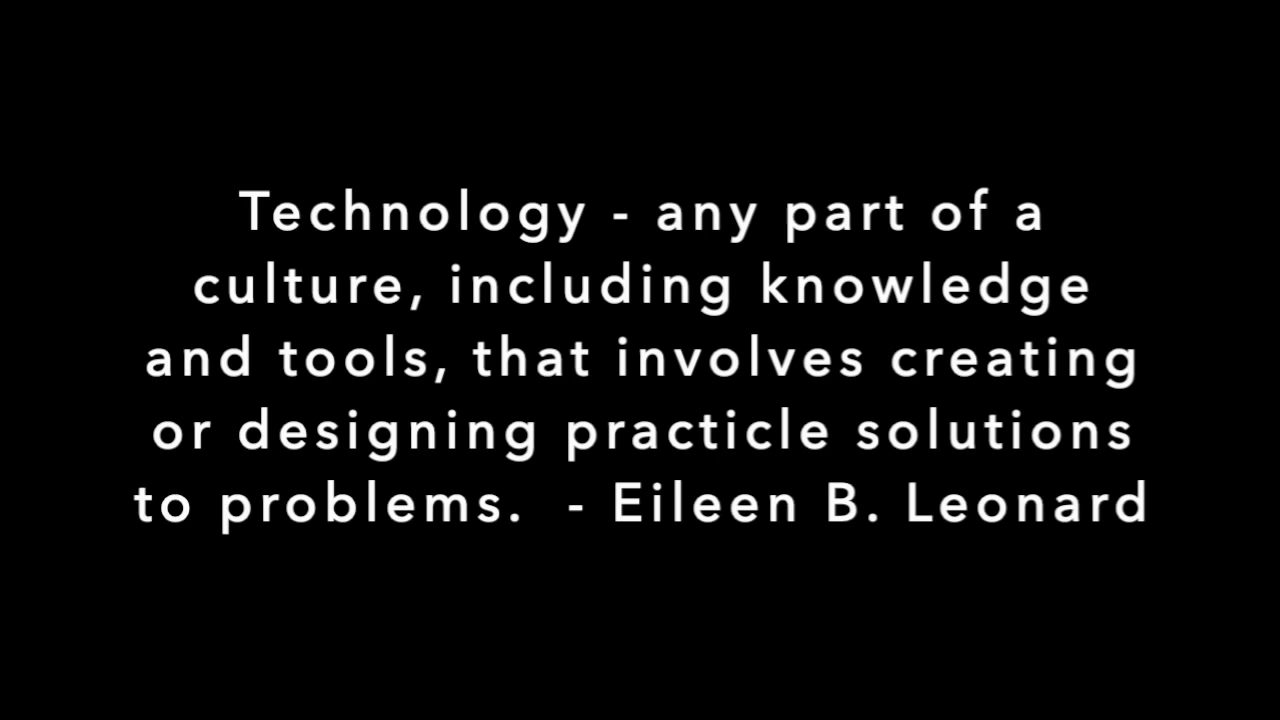 Technology - any part of a
culture, including knowledge
and tools, that involves creating
or designing practicle solutions
to problems.  - Eileen B. Leonard